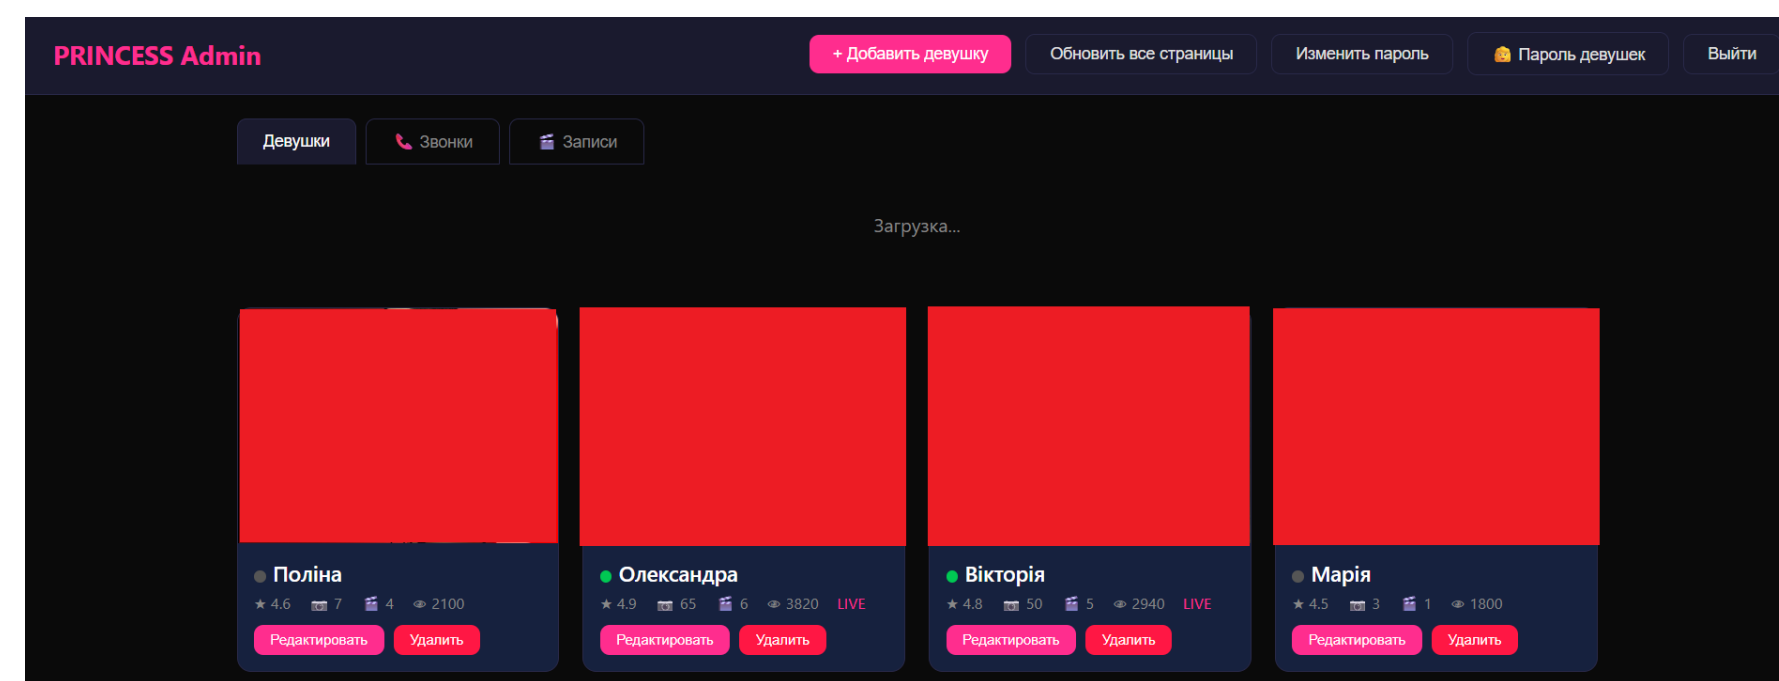 PRINCESS Admin
+ Добавить девушку
Обновить все страницы
Изменить пароль
Пароль девушек
Выйти
Девушки
Звонки
Записи
Загрузка...
Поліна
★ 4.6 7 4 2100
Редактировать Удалить
Олександра
★ 4.9 65 6 3820 LIVE
Редактировать Удалить
Вікторія
★ 4.8 50 5 2940 LIVE
Редактировать Удалить
Марія
★ 4.5 3 1 1800
Редактировать Удалить